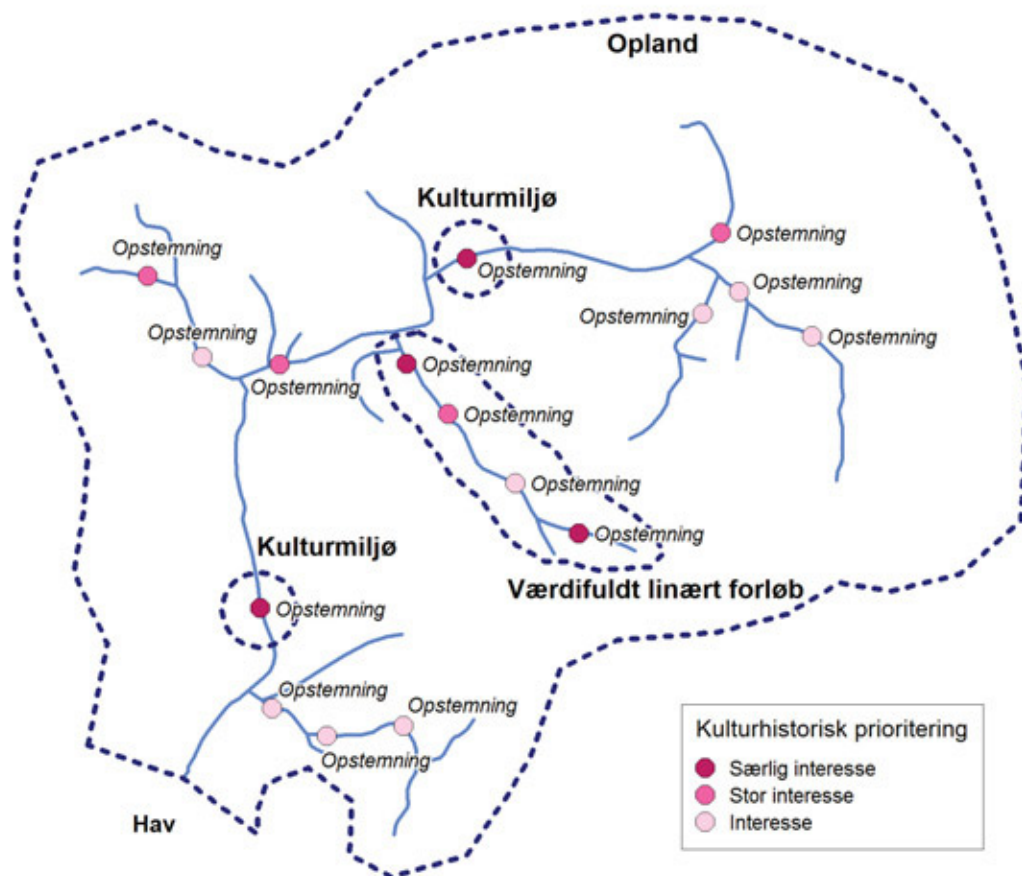 Opland
Kulturmiljø
Opstemning
Opstemning
Opstemning
Opstemning
Opstemning
Opstemning
Opstemning
Opstemning
Opstemning
Opstemning
Opstemning
Opstemning
Kulturmiljø
Værdifuldt linært forløb
Opstemning
Opstemning
Opstemning
Opstemning
Hav
Kulturhistorisk prioritering
Særlig interesse
Stor interesse
Interesse